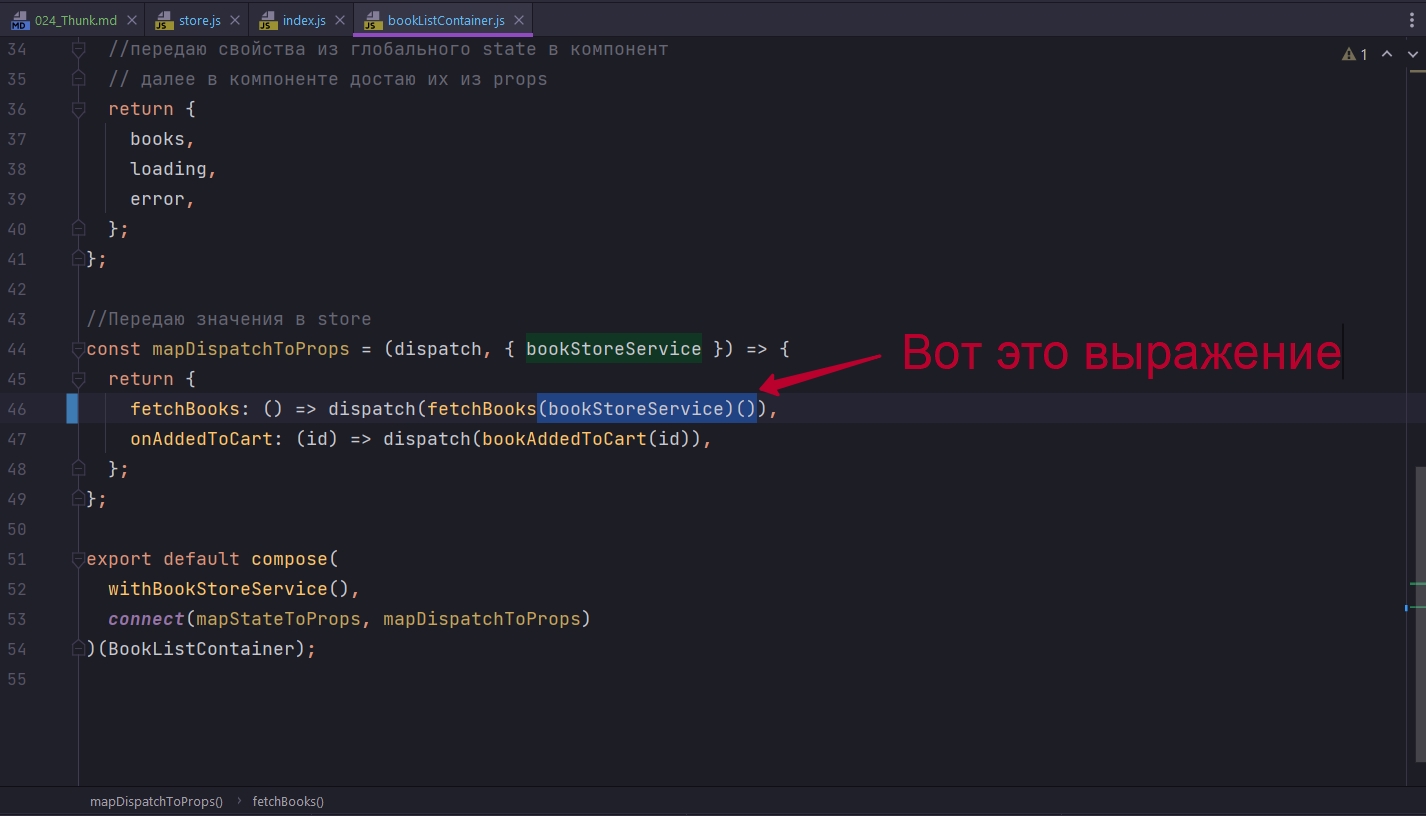 024_Thunk.md store.js index.js bookListContainer.js
34 //передаю свойства из глобального state в компонент
1
35 // далее в компоненте достаю их из props
36 return {
37 books,
38 loading,
39 error,
40 };
41 };
42
43 //Передаю значения в store
44 const mapDispatchToProps = (dispatch, { bookStoreService }) => {
Вот это выражение
45 return {
46 fetchBooks: () => dispatch(fetchBooks(bookStoreService)()),
47 onAddedToCart: (id) => dispatch(bookAddedToCart(id)),
48 };
49 };
50
51 export default compose(
52 withBookStoreService(),
53 connect(mapStateToProps, mapDispatchToProps)
54 )(BookListContainer);
55
mapDispatchToProps() › fetchBooks()